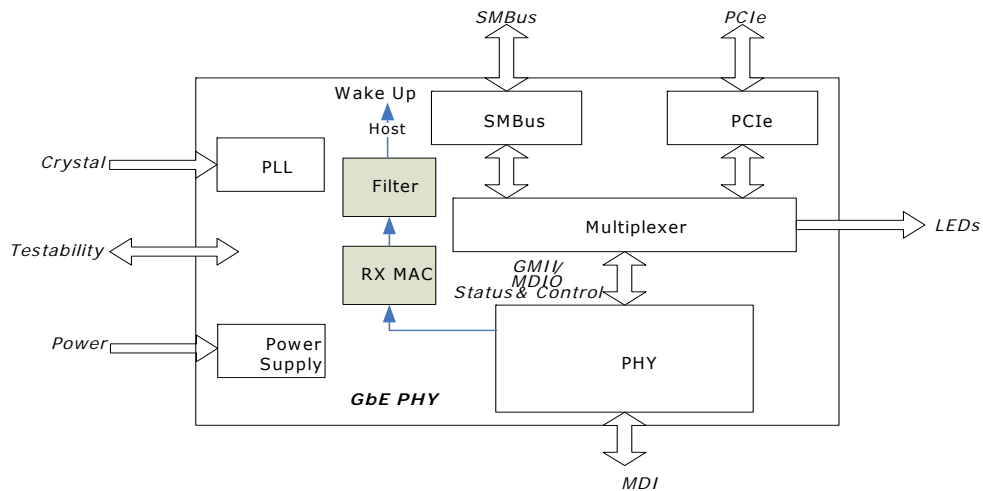 SMBus
PCIe
Wake Up
Host
SMBus
PCIe
Crystal
PLL
Filter
Multiplexer
LEDs
Testability
RX MAC
GMII/
MDIO
Status & Control
Power
Power
Supply
PHY
GbE PHY
MDI